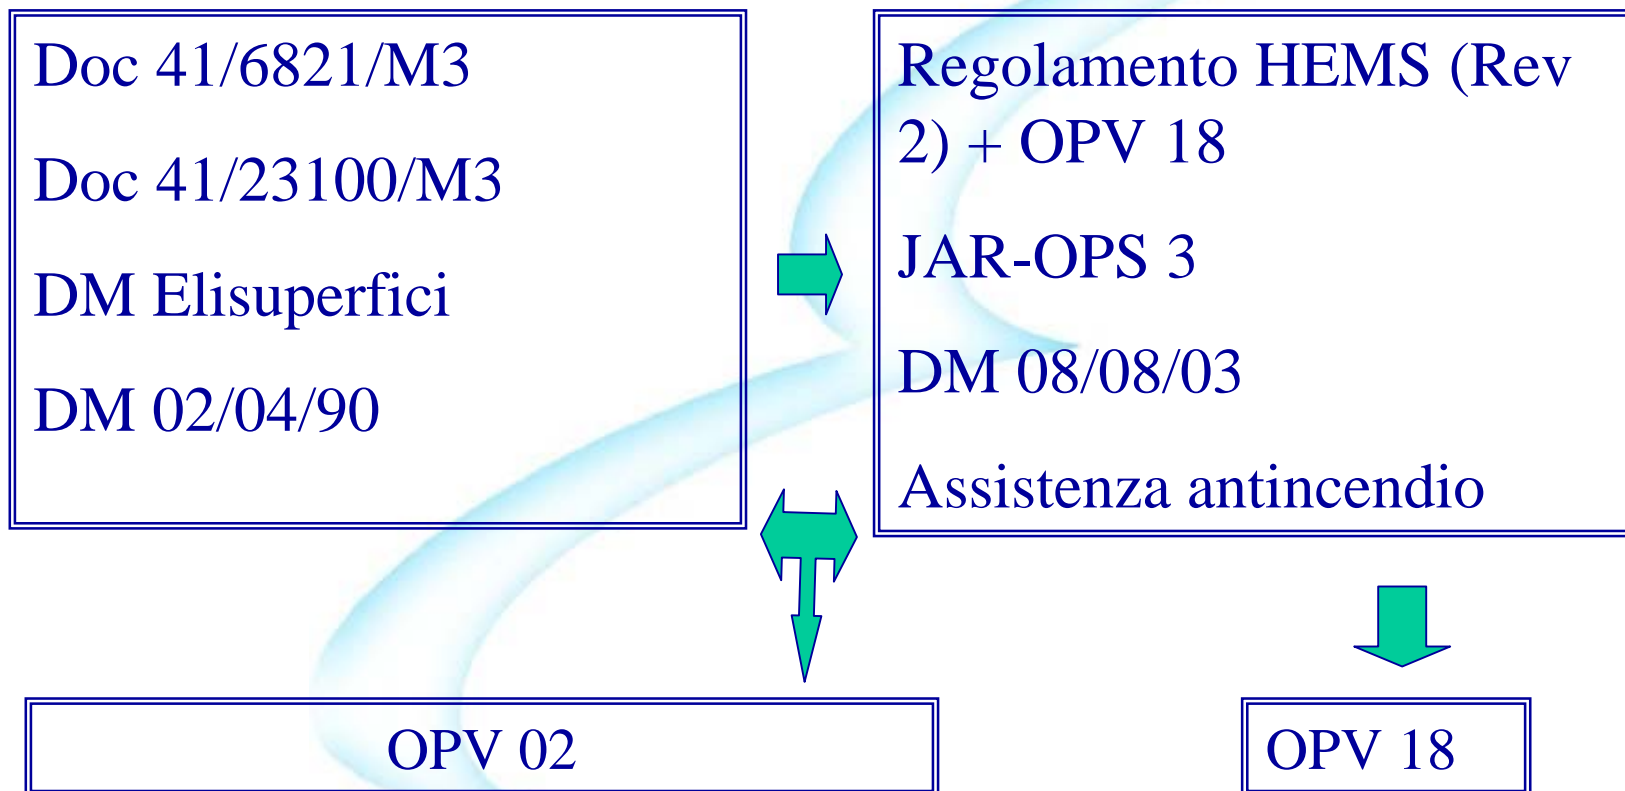 Doc 41/6821/M3
Doc 41/23100/M3
DM Elisuperfici
DM 02/04/90
Regolamento HEMS (Rev
2) + OPV 18
JAR-OPS 3
DM 08/08/03
Assistenza antincendio
OPV 02
OPV 18